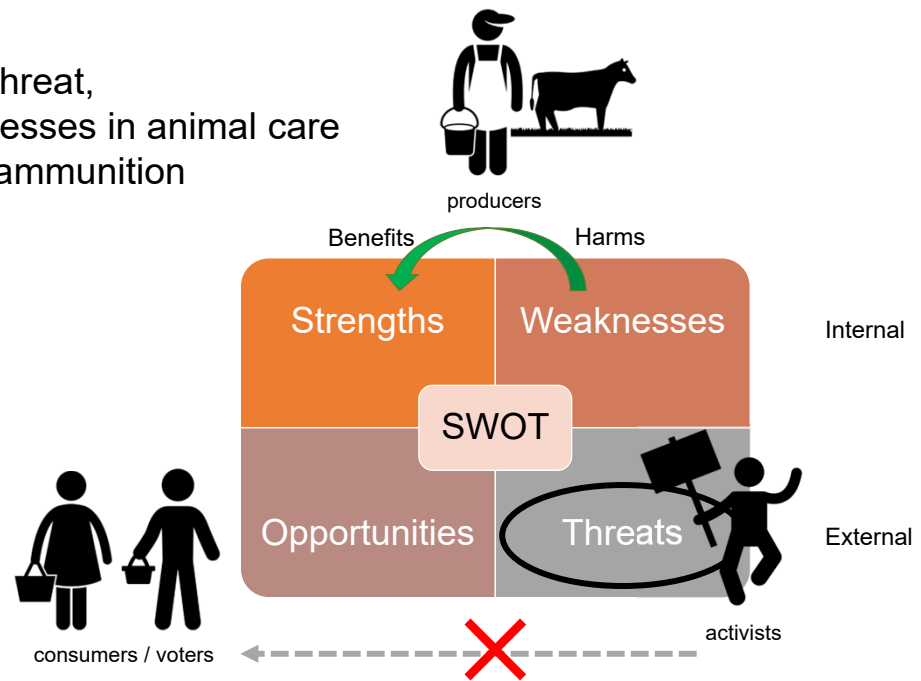 hreat,
esses in animal care
ammunition
producers
Benefits
Harms
Strengths
Weaknesses
Internal
SWOT
Opportunities
Threats
External
activists
consumers / voters